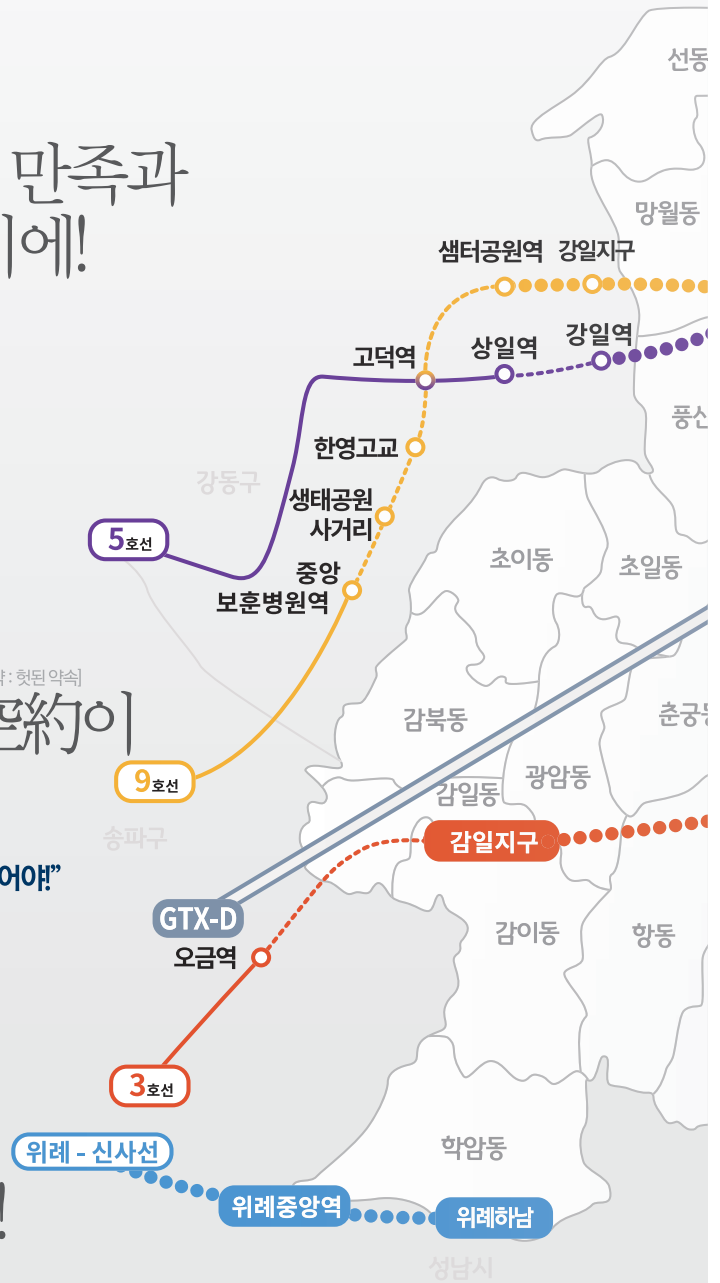 선동
만족과
망월동
에!
샘터공원역 강일지구
고덕역 상일역 강일역
풍산
한영고교
강동구
생태공원
사거리
5호선
초이동 초일동
중앙
보훈병원역
: 헛된 약속]
空約이
감북동 춘궁동
9호선
광암동
감일동
송파구
감일지구
어야!”
GTX-D
감이동 항동
오금역
3호선
위례 - 신사선
학암동
!
위례중앙역 위례하남
성남시